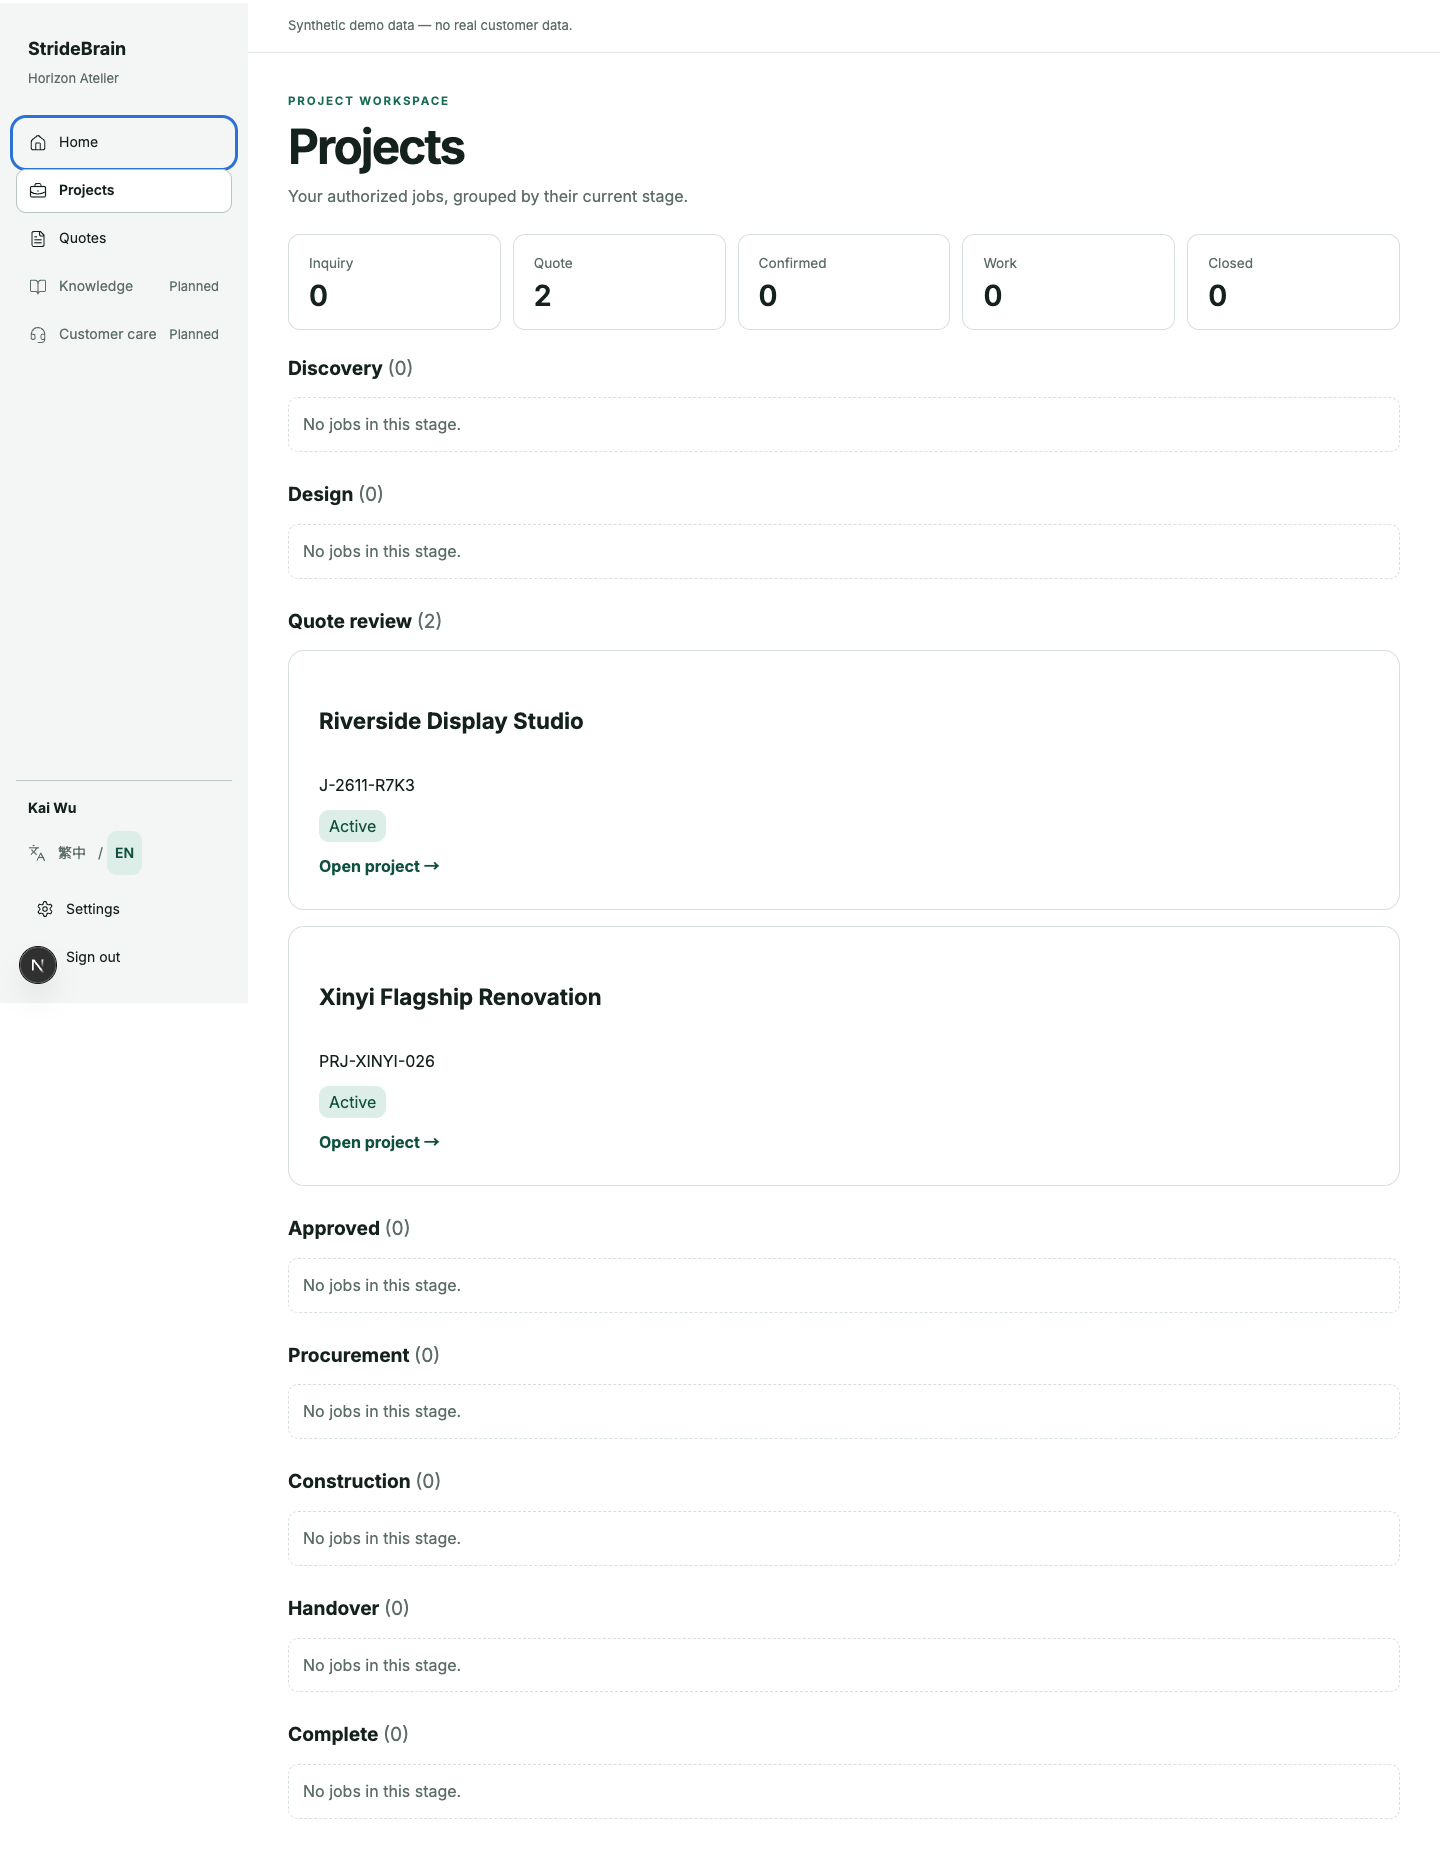 StrideBrain
Horizon Atelier
Home
Projects
Quotes
Knowledge Planned
Customer care Planned
Kai Wu
繁中 / EN
Settings
Sign out
N
Synthetic demo data — no real customer data.
PROJECT WORKSPACE
Projects
Your authorized jobs, grouped by their current stage.
Inquiry
0
Quote
2
Confirmed
0
Work
0
Closed
0
Discovery (0)
No jobs in this stage.
Design (0)
No jobs in this stage.
Quote review (2)
Riverside Display Studio
J-2611-R7K3
Active
Open project →
Xinyi Flagship Renovation
PRJ-XINYI-026
Active
Open project →
Approved (0)
No jobs in this stage.
Procurement (0)
No jobs in this stage.
Construction (0)
No jobs in this stage.
Handover (0)
No jobs in this stage.
Complete (0)
No jobs in this stage.